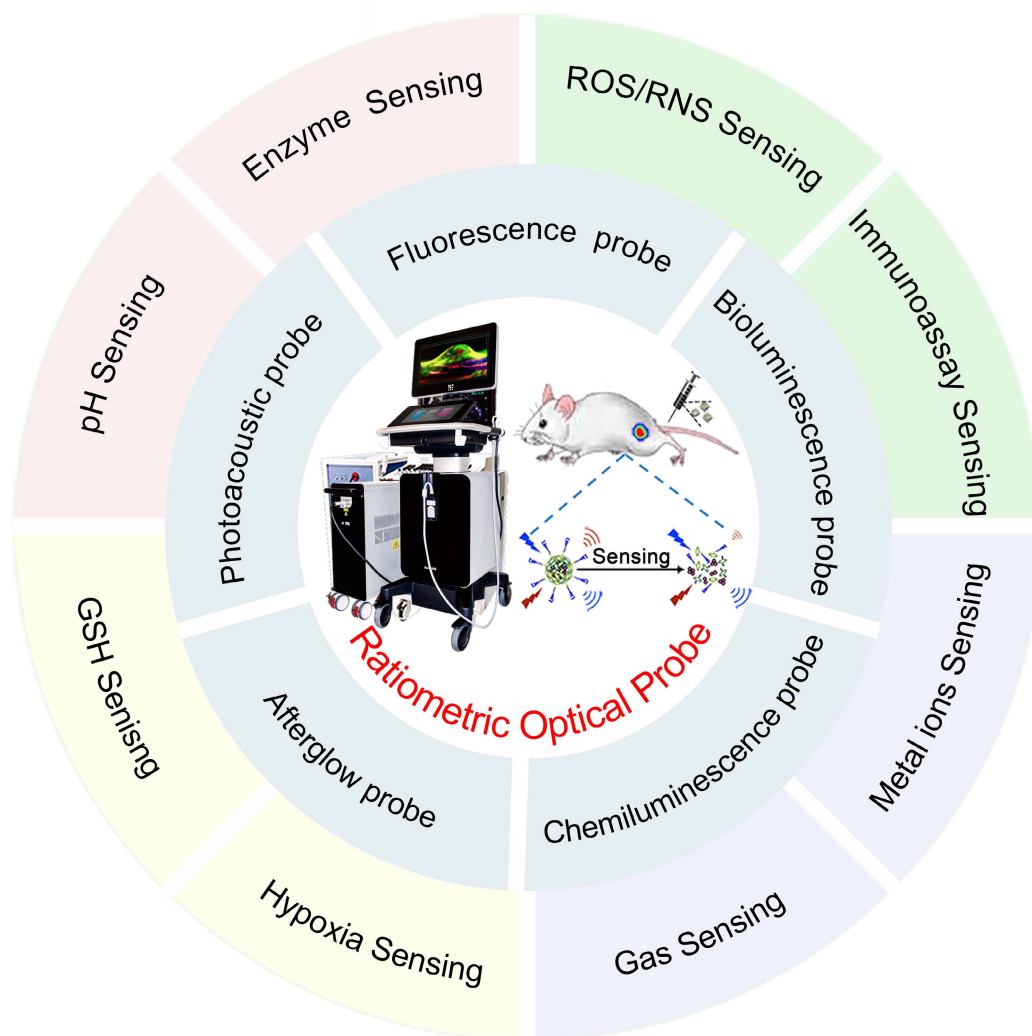 Enzyme Sensing
ROS/RNS Sensing
Immunoassay Sensing
Metal ions Sensing
Gas Sensing
Hypoxia Sensing
GSH Senisng
pH Sensing
Fluorescence probe
Bioluminescence probe
Chemiluminescence probe
Afterglow probe
Photoacoustic probe
Sensing
Ratiometric Optical Probe